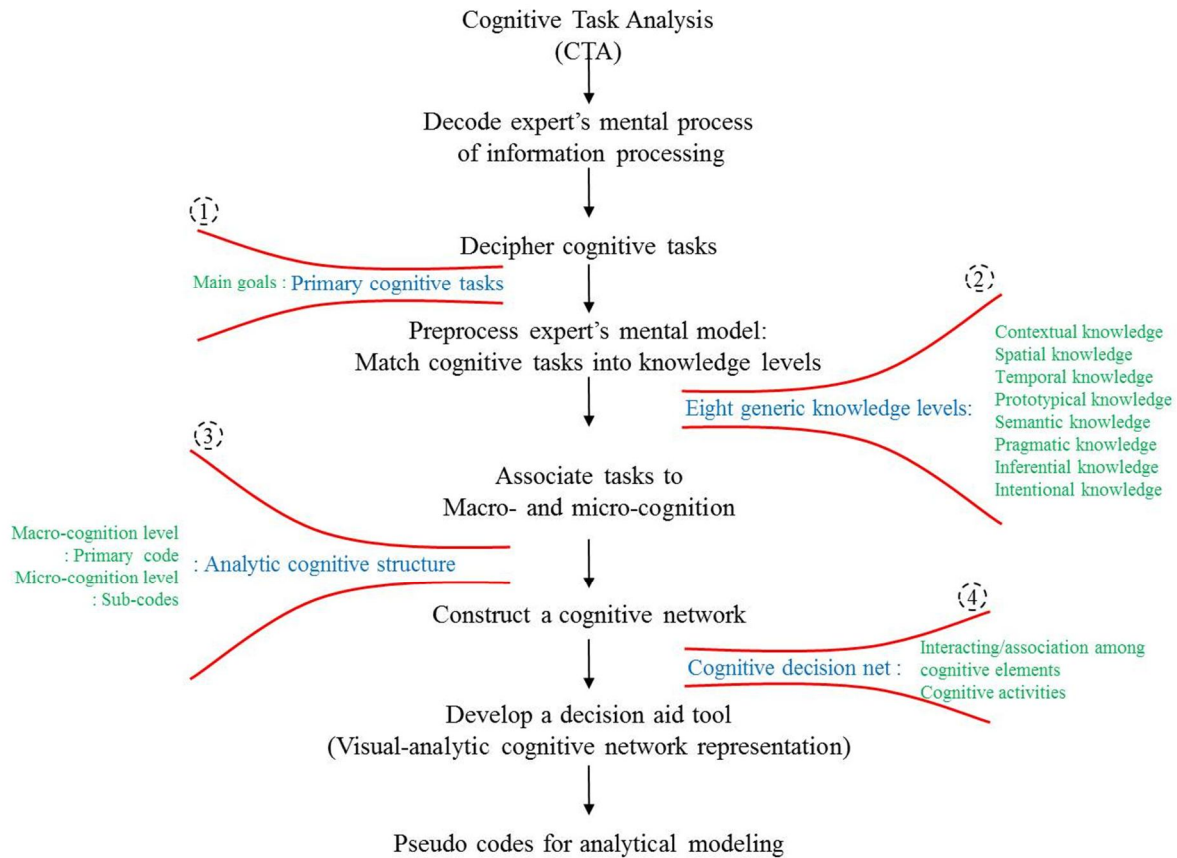 Cognitive Task Analysis
(CTA)
Decode expert's mental process
of information processing
1
Decipher cognitive tasks
Main goals : Primary cognitive tasks
2
Preprocess expert's mental model:
Match cognitive tasks into knowledge levels
Eight generic knowledge levels:
Contextual knowledge
Spatial knowledge
Temporal knowledge
Prototypical knowledge
Semantic knowledge
Pragmatic knowledge
Inferential knowledge
Intentional knowledge
3
Associate tasks to
Macro- and micro-cognition
Macro-cognition level
: Primary code
Micro-cognition level
: Sub-codes
: Analytic cognitive structure
4
Construct a cognitive network
Cognitive decision net :
Interacting/association among
cognitive elements
Cognitive activities
Develop a decision aid tool
(Visual-analytic cognitive network representation)
Pseudo codes for analytical modeling